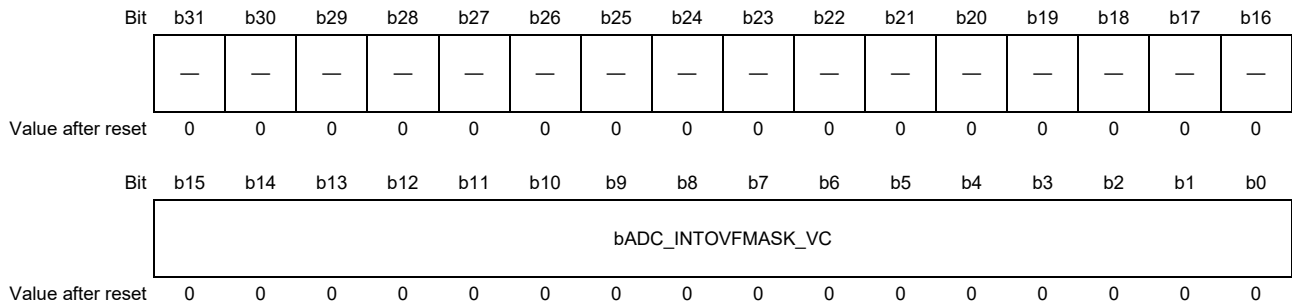 Bit b31 b30 b29 b28 b27 b26 b25 b24 b23 b22 b21 b20 b19 b18 b17 b16
— — — — — — — — — — — — — — — —
Value after reset 0 0 0 0 0 0 0 0 0 0 0 0 0 0 0 0
Bit b15 b14 b13 b12 b11 b10 b9 b8 b7 b6 b5 b4 b3 b2 b1 b0
bADC_INTOVFMASK_VC
Value after reset 0 0 0 0 0 0 0 0 0 0 0 0 0 0 0 0